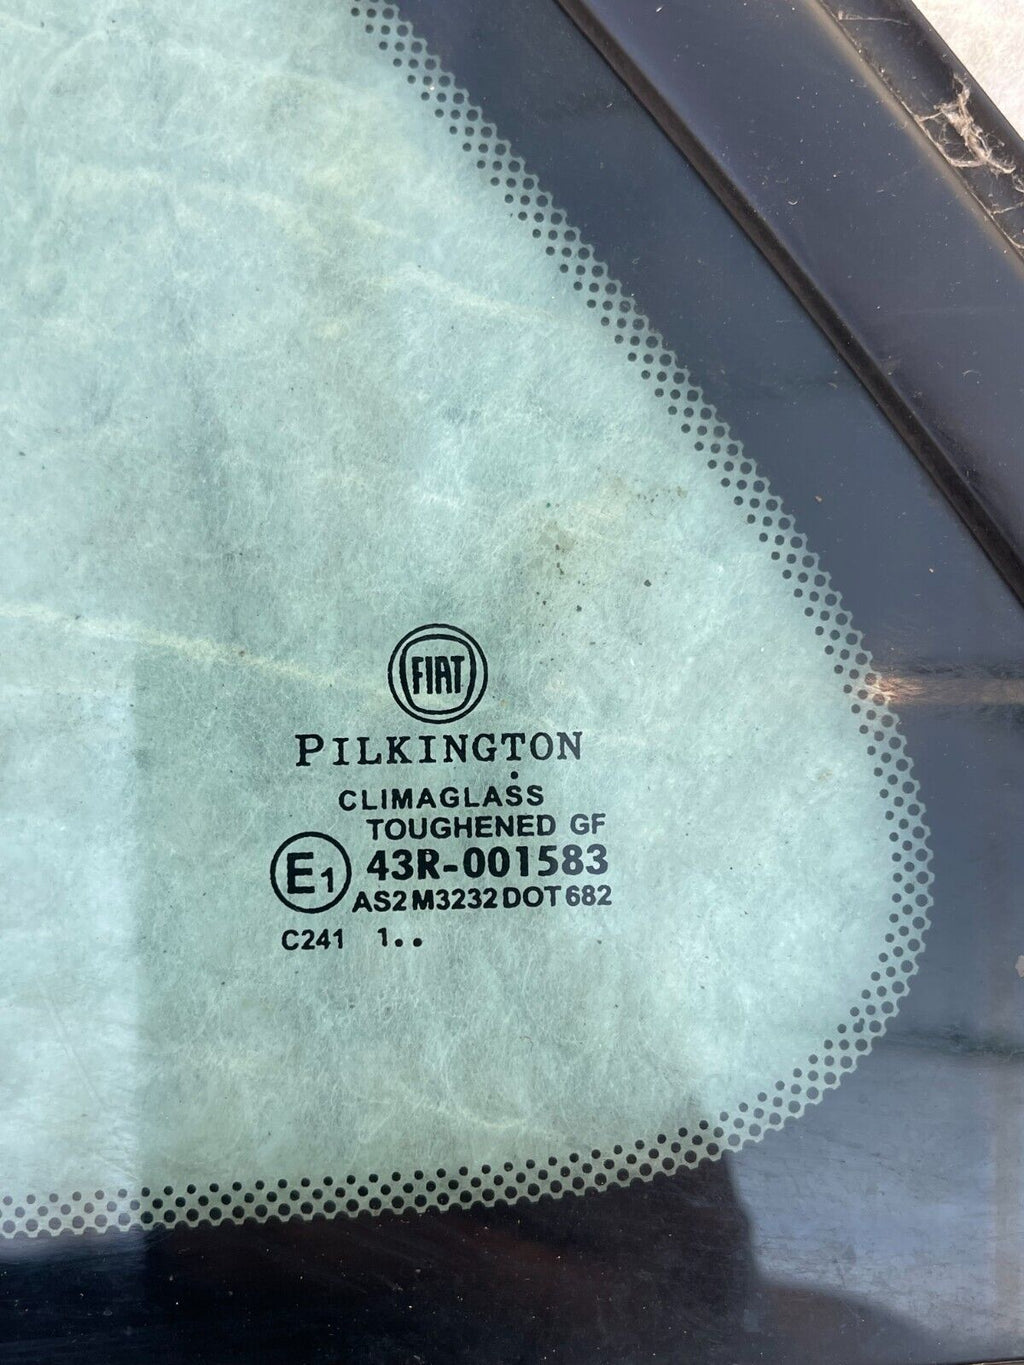 FIAT
PILKINGTON
CLIMAGLASS
TOUGHENED GF
E1 43R-001583
AS2 M3232 DOT 682
C241 1..